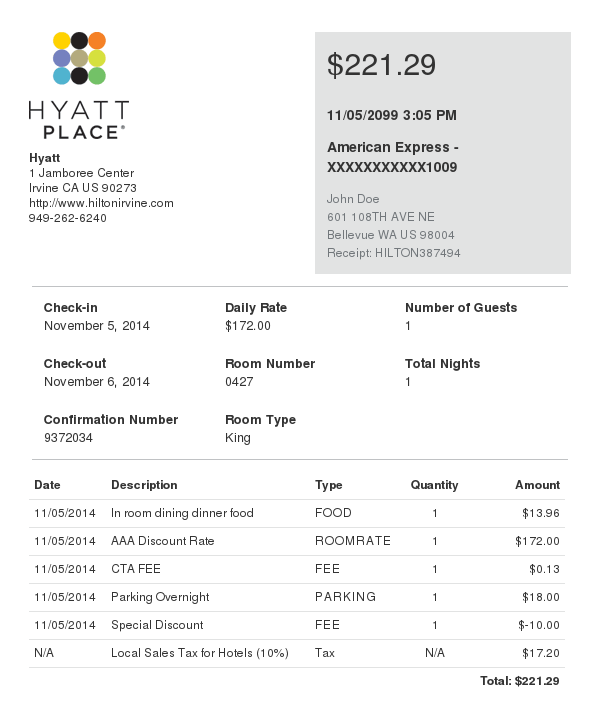 HYATT
PLACE®
Hyatt
1 Jamboree Center
Irvine CA US 90273
http://www.hiltonirvine.com
949-262-6240
$221.29
11/05/2099 3:05 PM
American Express -
XXXXXXXXXXX1009
John Doe
601 108TH AVE NE
Bellevue WA US 98004
Receipt: HILTON387494
Check-in Daily Rate Number of Guests
November 5, 2014 $172.00 1
Check-out Room Number Total Nights
November 6, 2014 0427 1
Confirmation Number Room Type
9372034 King
Date Description Type Quantity Amount
11/05/2014 In room dining dinner food FOOD 1 $13.96
11/05/2014 AAA Discount Rate ROOMRATE 1 $172.00
11/05/2014 CTA FEE FEE 1 $0.13
11/05/2014 Parking Overnight PARKING 1 $18.00
11/05/2014 Special Discount FEE 1 $-10.00
N/A Local Sales Tax for Hotels (10%) Tax N/A $17.20
Total: $221.29